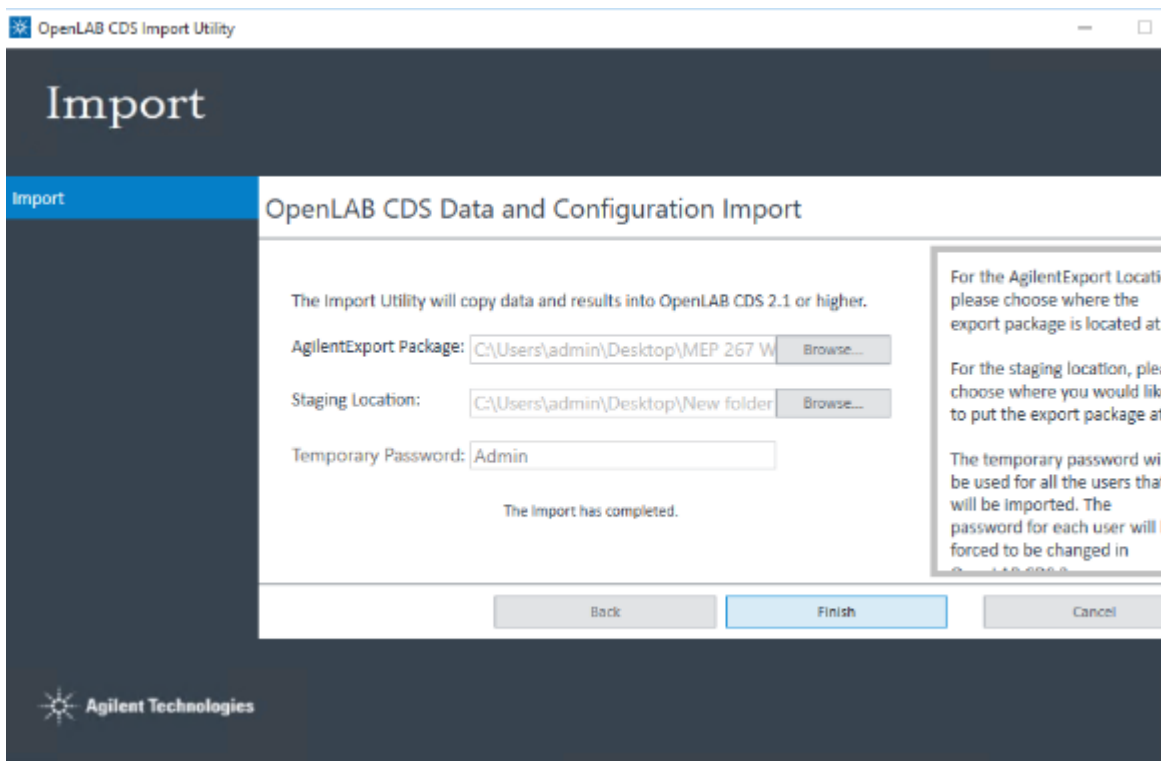 OpenLAB CDS Import Utility
Import
Import
OpenLAB CDS Data and Configuration Import
The Import Utility will copy data and results into OpenLAB CDS 2.1 or higher.
AgilentExport Package: C:\Users\admin\Desktop\MEP 267 W Browse...
Staging Location: C:\Users\admin\Desktop\New folder Browse...
Temporary Password: Admin
The Import has completed.
For the AgilentExport Locati
please choose where the
export package is located at
For the staging location, plea
choose where you would lik
to put the export package at
The temporary password wi
be used for all the users that
will be imported. The
password for each user will
forced to be changed in
Back Finish Cancel
Agilent Technologies